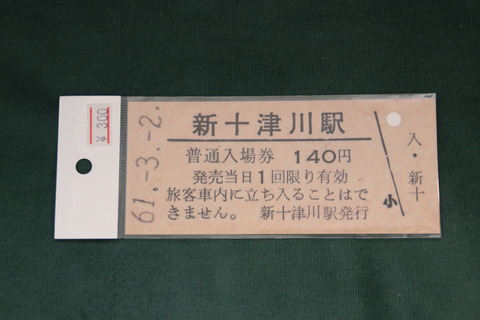 ¥300
61.-3.-2.
新十津川駅
普通入場券 140円
発売当日1回限り有効
旅客車内に立ち入ることはで
きません。 新十津川駅発行
入・新十
小